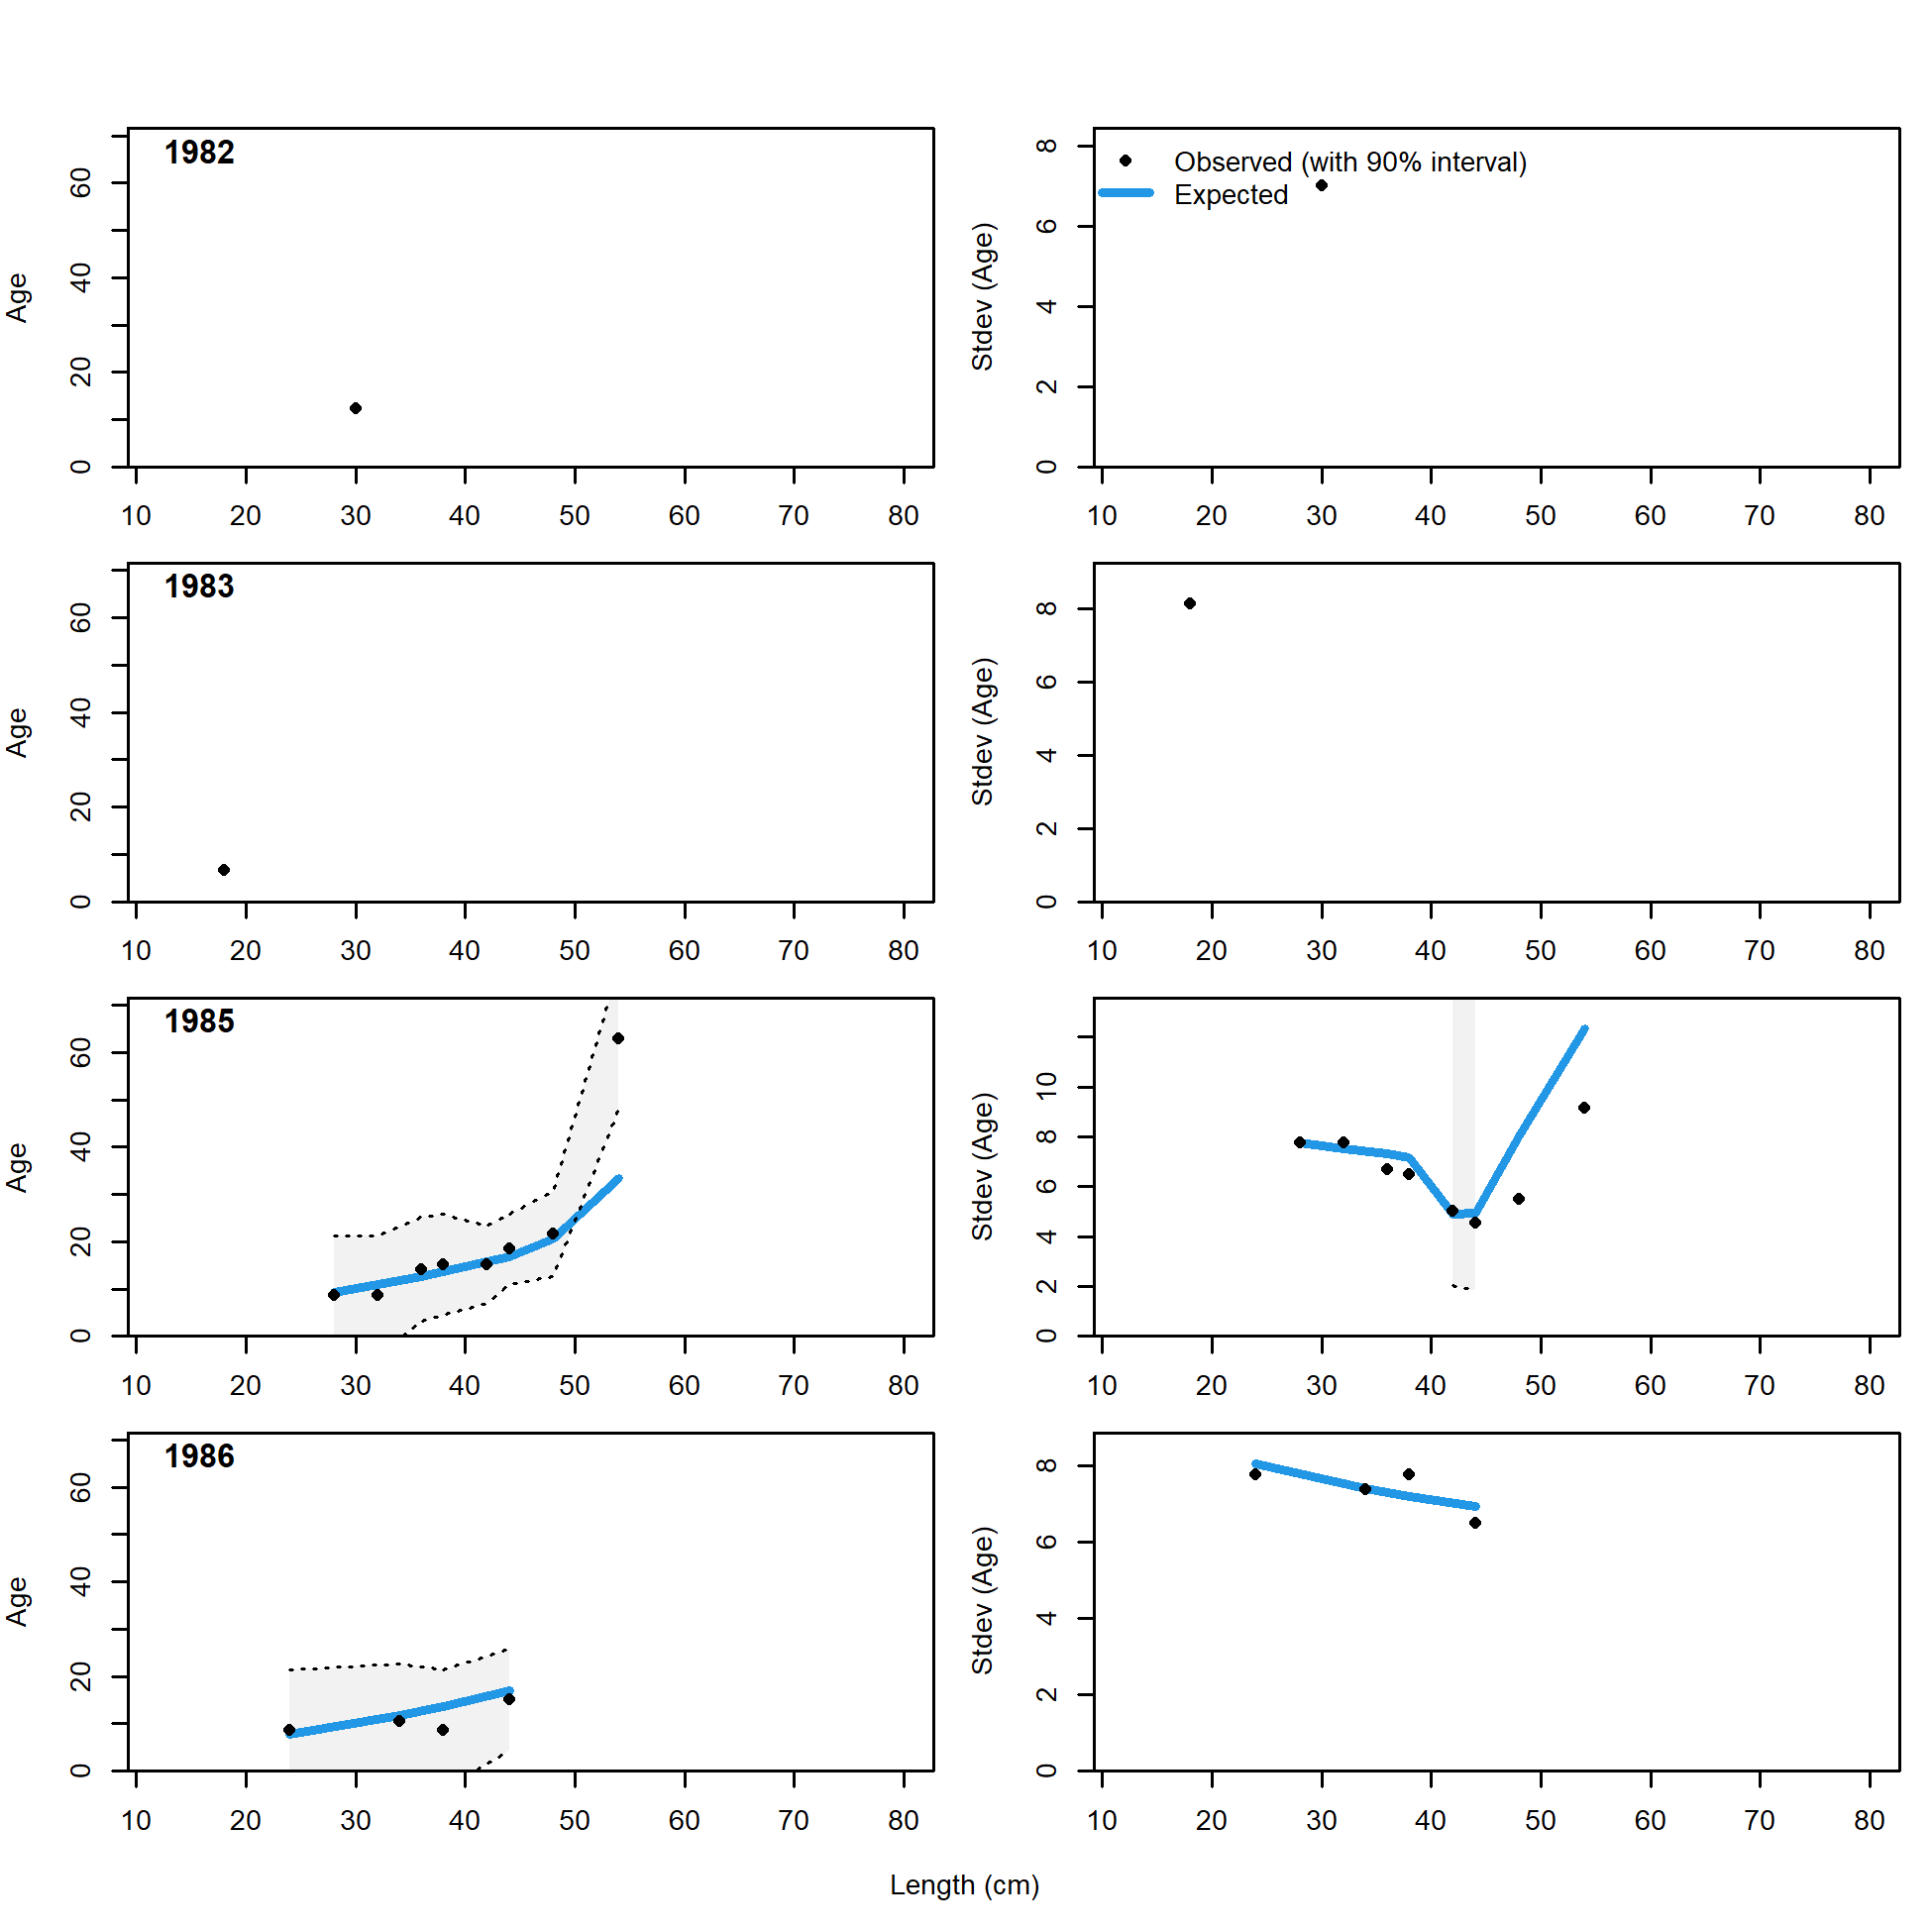 1982
Age
0 20 40 60
10 20 30 40 50 60 70 80
Observed (with 90% interval)
Expected
Stdev (Age)
0 2 4 6 8
10 20 30 40 50 60 70 80
1983
Age
0 20 40 60
10 20 30 40 50 60 70 80
Stdev (Age)
0 2 4 6 8
10 20 30 40 50 60 70 80
1985
Age
0 20 40 60
10 20 30 40 50 60 70 80
Stdev (Age)
0 2 4 6 8 10
10 20 30 40 50 60 70 80
1986
Age
0 20 40 60
10 20 30 40 50 60 70 80
Stdev (Age)
0 2 4 6 8
10 20 30 40 50 60 70 80
Length (cm)